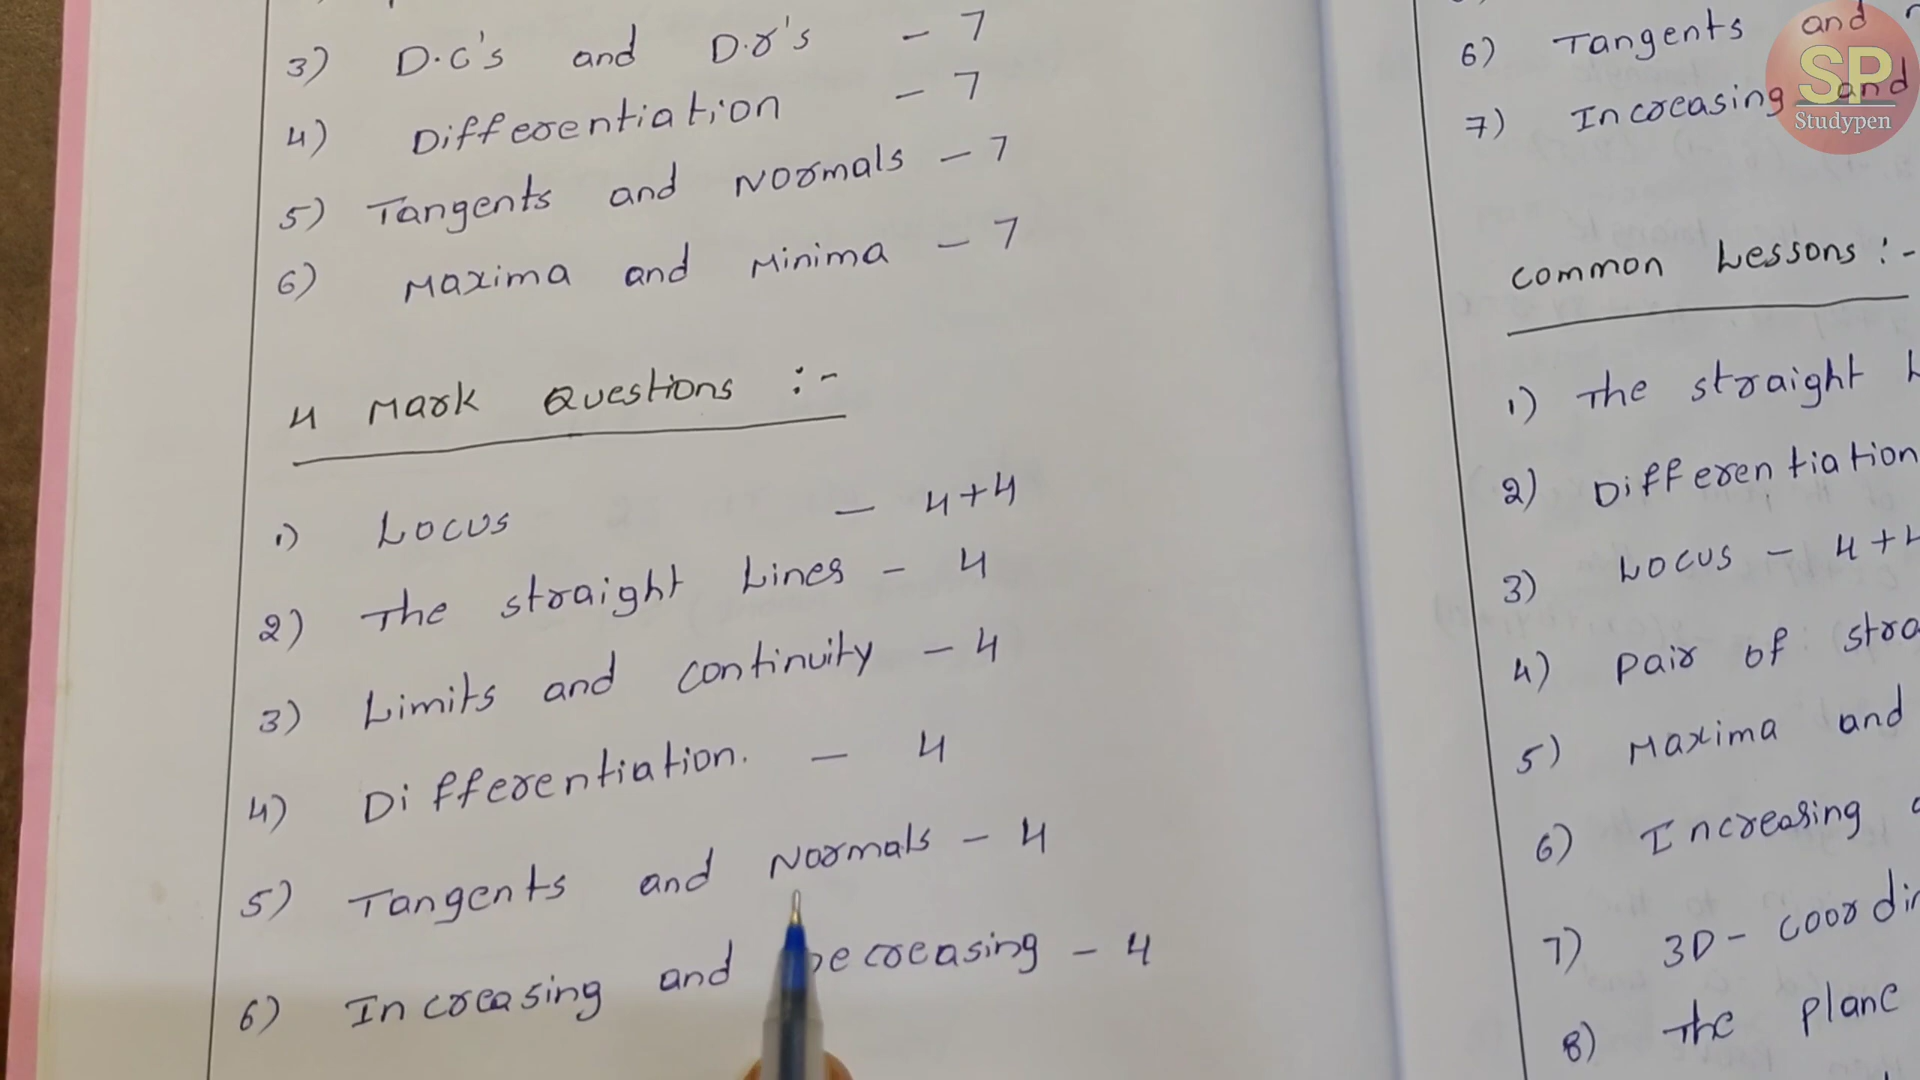 3) D.C's and D.r's - 7
4) Differentiation - 7
5) Tangents and Normals - 7
6) Maxima and Minima - 7
4 Mark Questions :-
1) Locus - 4+4
2) The straight Lines - 4
3) Limits and continuity - 4
4) Differentiation. - 4
5) Tangents and Normals - 4
6) Increasing and Decreasing - 4
6) Tangents and
7) Increasing and
Common Lessons :-
1) The straight
2) Differentiation
3) Locus - 4+4
4) Pair of stra
5) Maxima and
6) Increasing
7) 3D - coordin
8) The plane
SP
Studypen